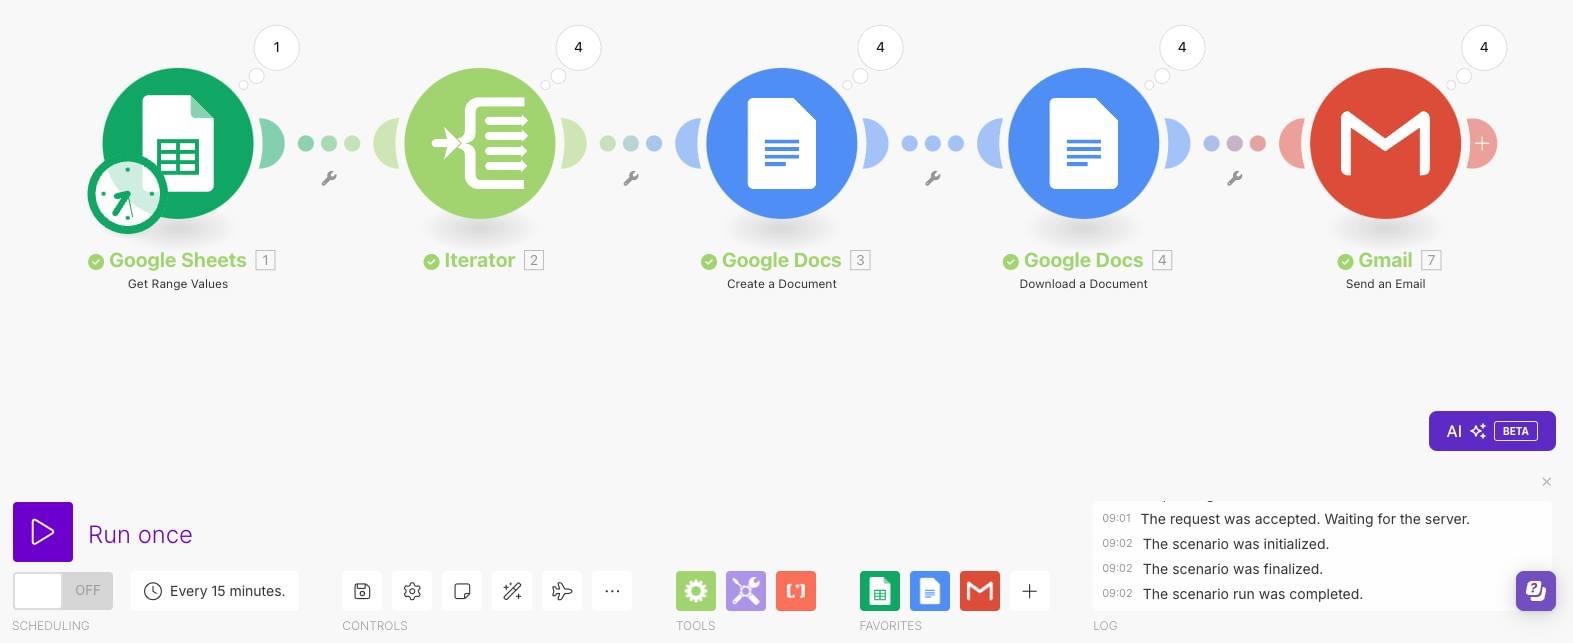 1
4
4
4
4
Google Sheets 1
Get Range Values
Iterator 2
Google Docs 3
Create a Document
Google Docs 4
Download a Document
Gmail 7
Send an Email
AI BETA
Run once
OFF
Every 15 minutes.
SCHEDULING
CONTROLS
TOOLS
FAVORITES
09:01 The request was accepted. Waiting for the server.
09:02 The scenario was initialized.
09:02 The scenario was finalized.
09:02 The scenario run was completed.
LOG